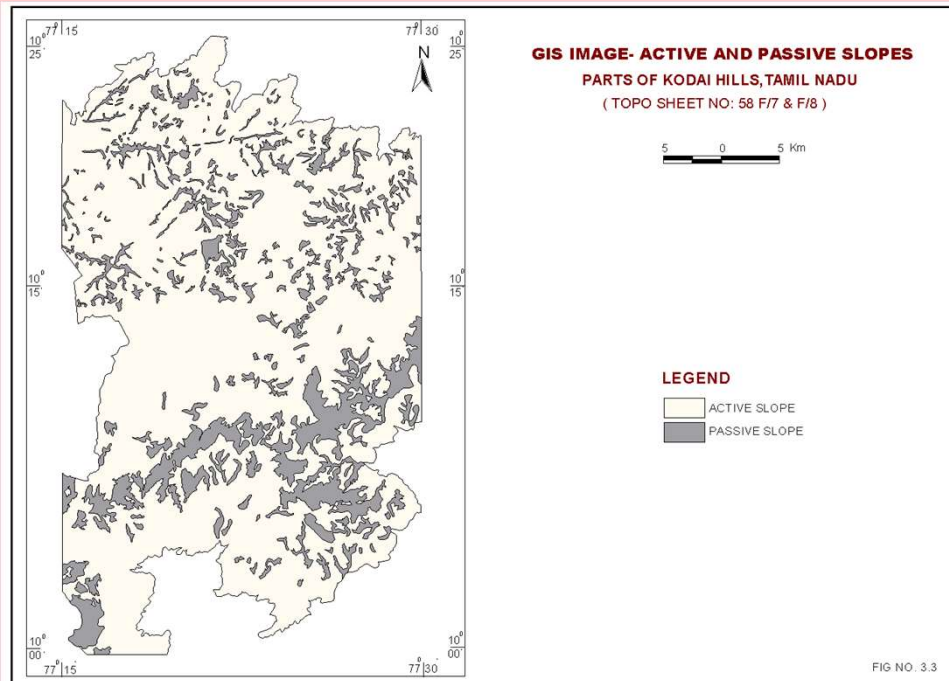 77° 15'
77° 30'
10° 25'
10° 25'
N
GIS IMAGE- ACTIVE AND PASSIVE SLOPES
PARTS OF KODAI HILLS, TAMIL NADU
( TOPO SHEET NO: 58 F/7 & F/8 )
5 0 5 Km
10° 15'
10° 15'
LEGEND
ACTIVE SLOPE
PASSIVE SLOPE
10° 00'
10° 00'
77° 15'
77° 30'
FIG NO. 3.3